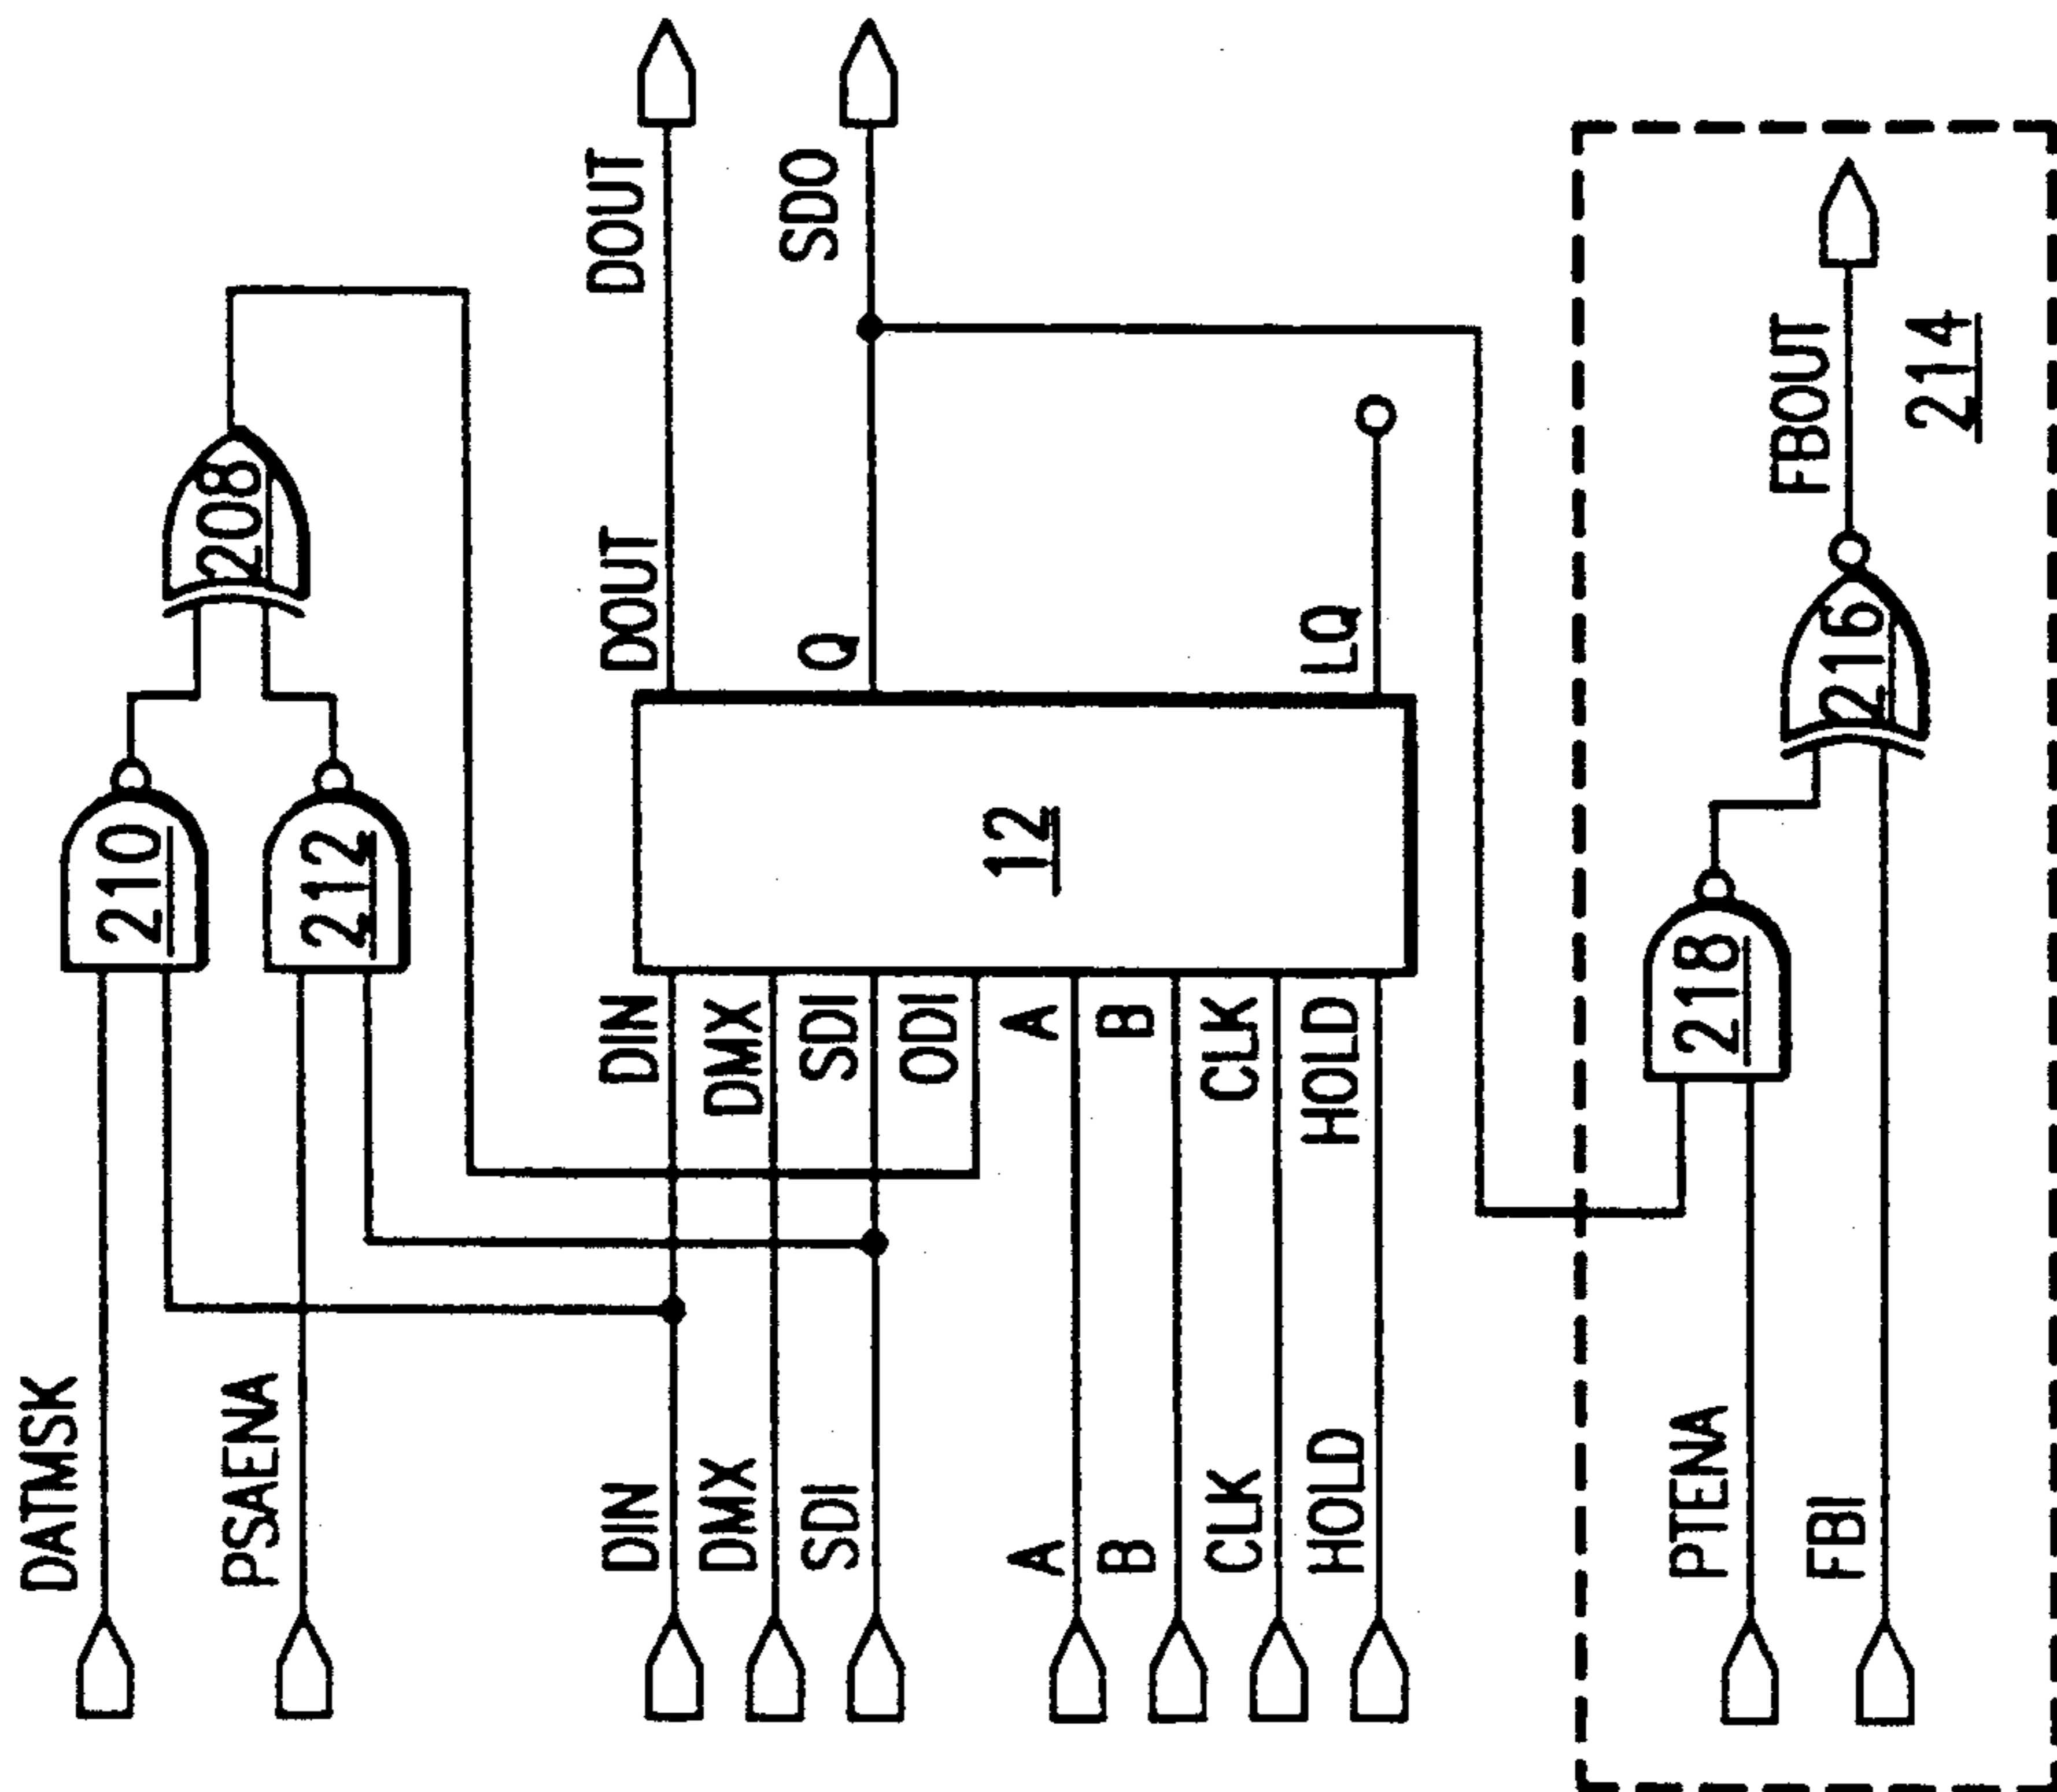 DATMSK
PSAENA
210
212
208
DIN
DMX
SDI
A
B
CLK
HOLD
DIN
DMX
SDI
ODI
A
B
CLK
HOLD
12
DOUT
Q
LQ
DOUT
SDO
PTENA
FBI
218
216
FBOUT
214